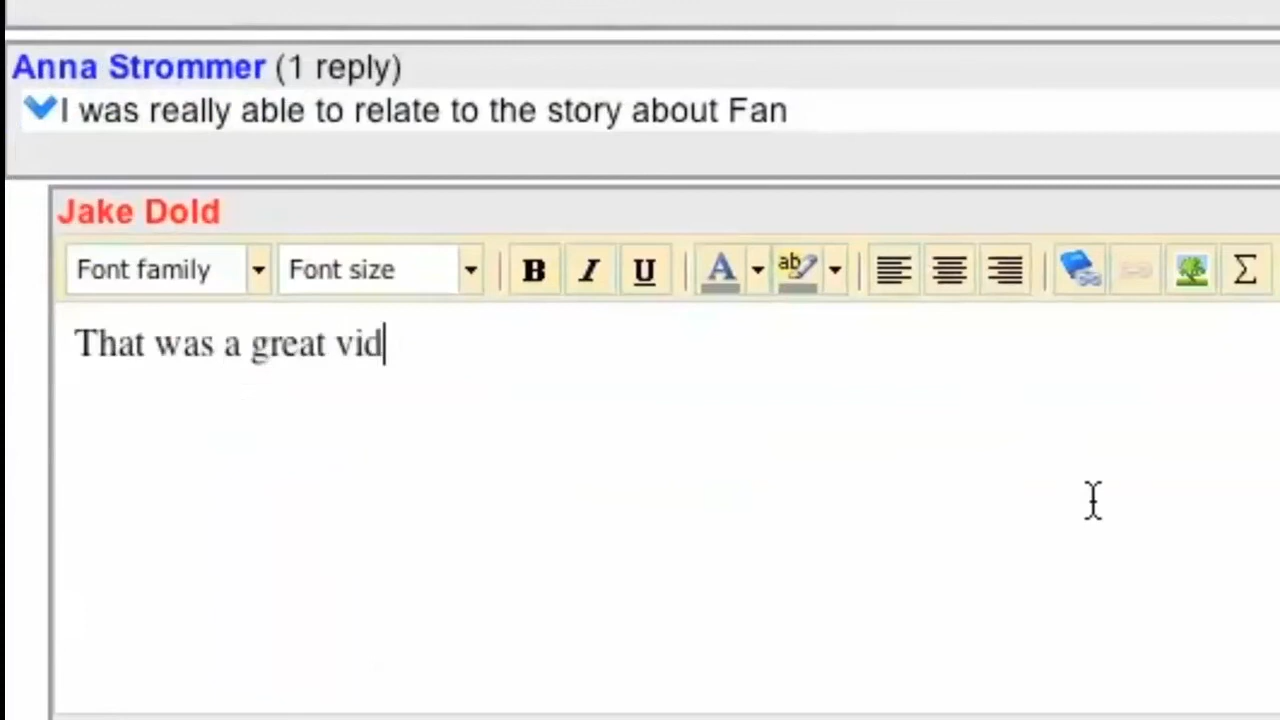 Anna Strommer (1 reply)
I was really able to relate to the story about Fan
Jake Dold
Font family Font size B I U A ab Σ
That was a great vid